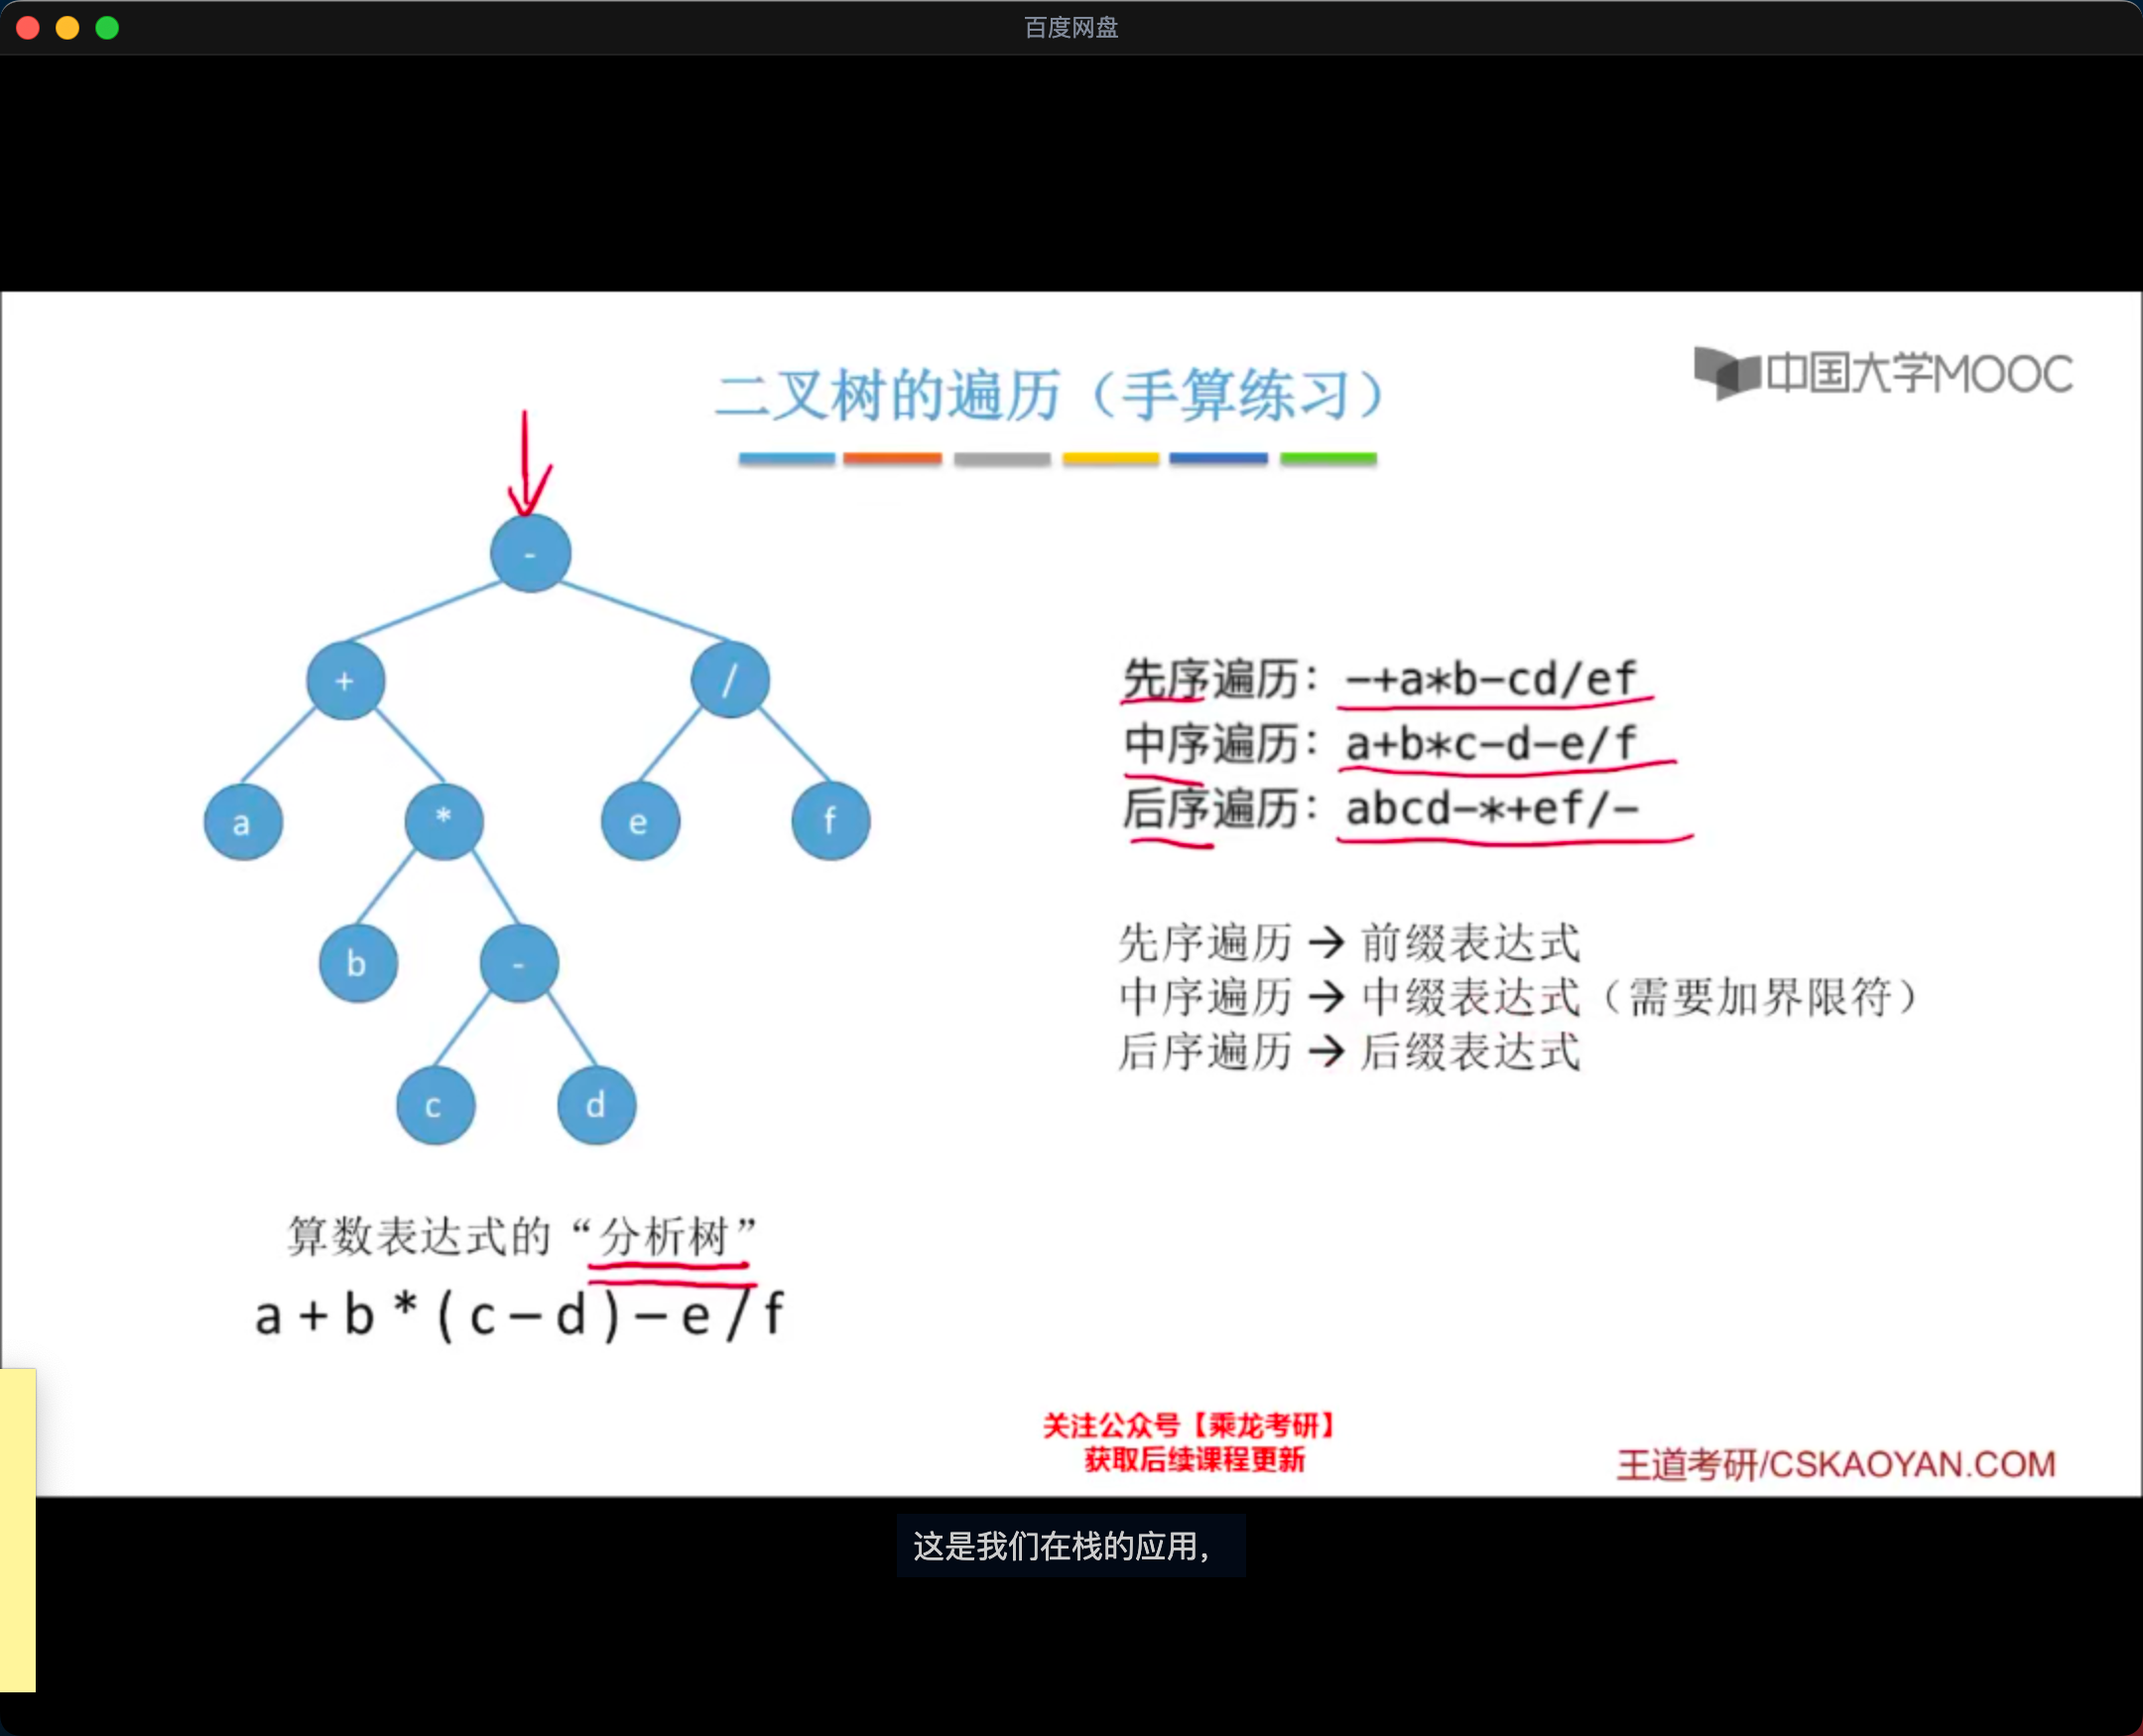 百度网盘
二叉树的遍历（手算练习）
中国大学MOOC
-
+
/
a
*
e
f
b
-
c
d
先序遍历：-+a*b-cd/ef
中序遍历：a+b*c-d-e/f
后序遍历：abcd-*+ef/-
先序遍历 → 前缀表达式
中序遍历 → 中缀表达式（需要加界限符）
后序遍历 → 后缀表达式
算数表达式的“分析树”
a + b * ( c - d ) - e / f
关注公众号【乘龙考研】
获取后续课程更新
王道考研/CSKAOYAN.COM
这是我们在栈的应用，